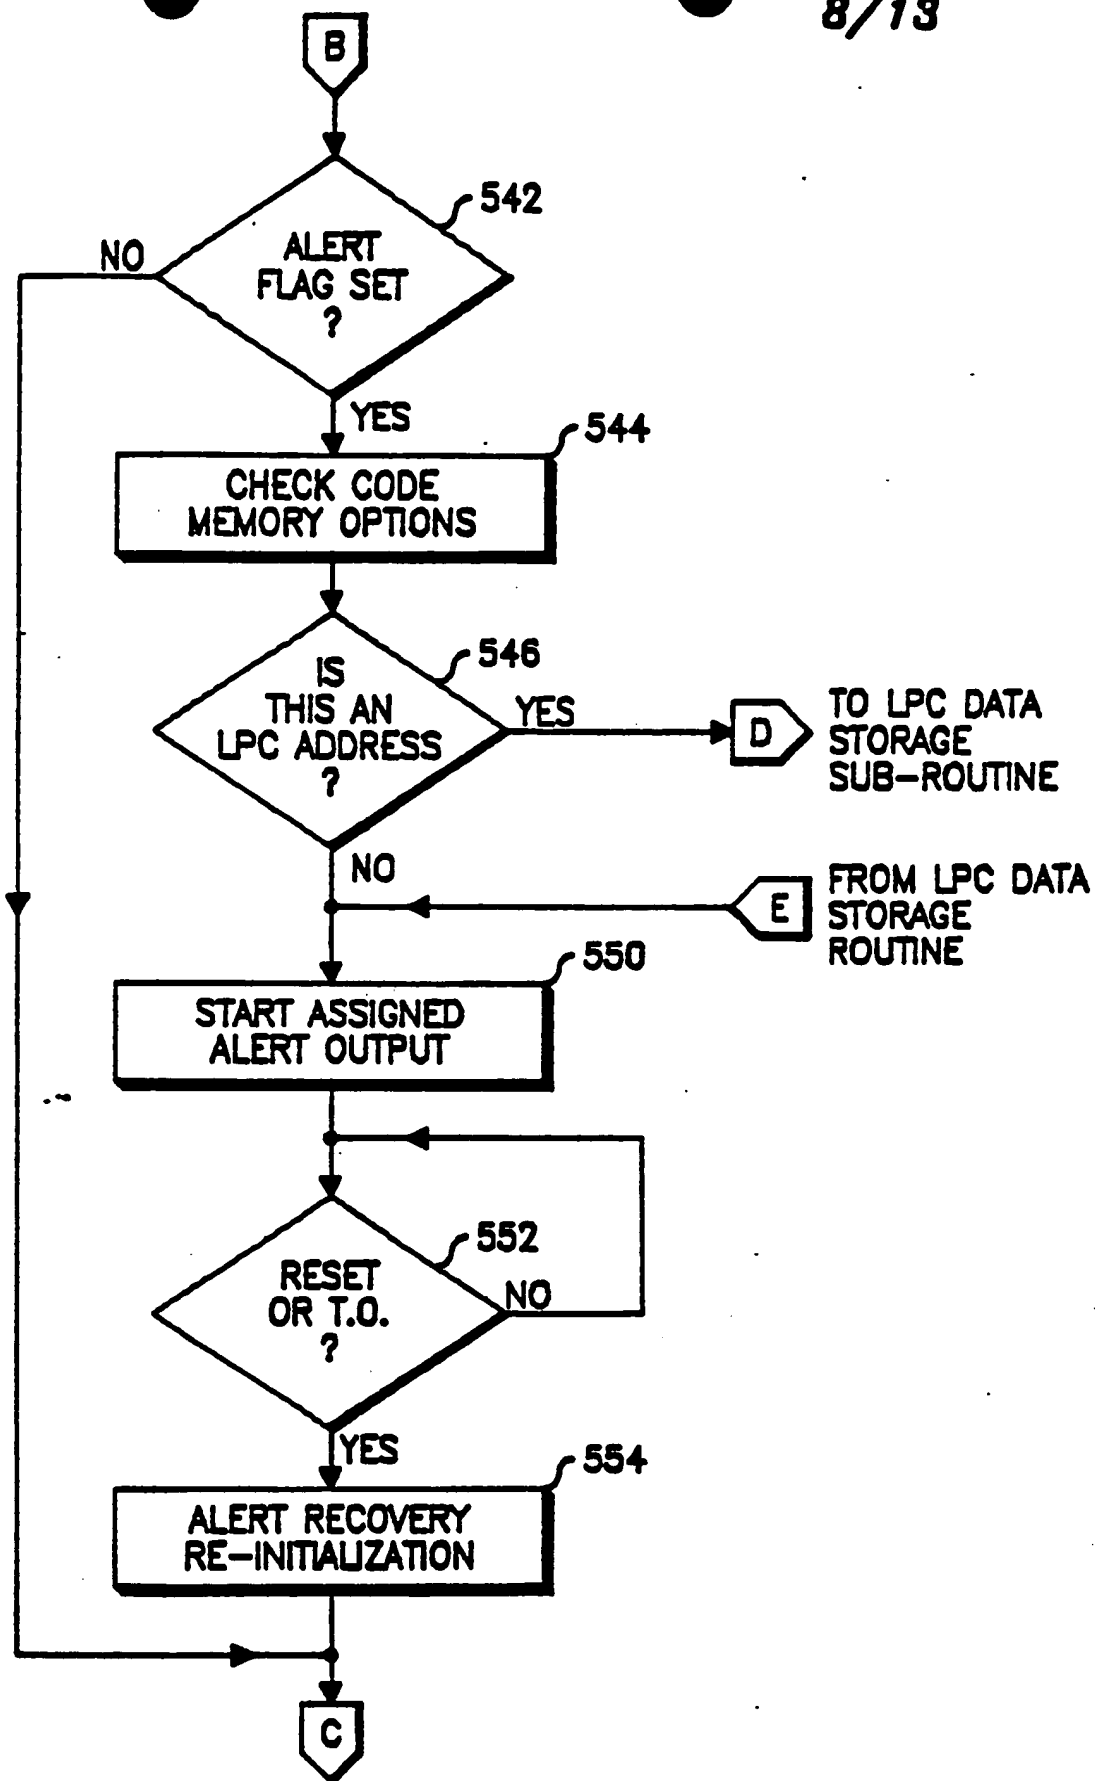 8/13
B
542
ALERT
FLAG SET
?
NO
YES
544
CHECK CODE
MEMORY OPTIONS
546
IS
THIS AN
LPC ADDRESS
?
YES
D
TO LPC DATA
STORAGE
SUB-ROUTINE
NO
E
FROM LPC DATA
STORAGE
ROUTINE
550
START ASSIGNED
ALERT OUTPUT
552
RESET
OR T.O.
?
NO
YES
554
ALERT RECOVERY
RE-INITIALIZATION
C